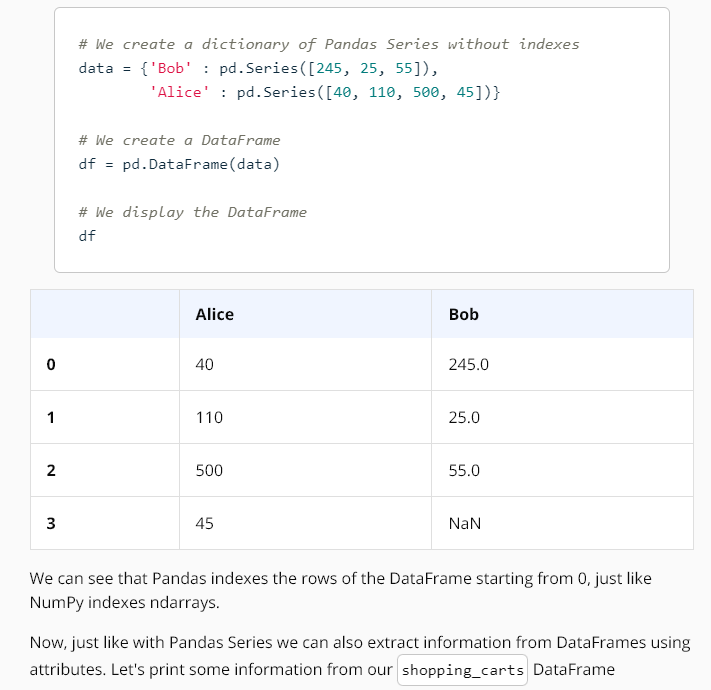 # We create a dictionary of Pandas Series without indexes
data = {'Bob' : pd.Series([245, 25, 55]),
        'Alice' : pd.Series([40, 110, 500, 45])}
# We create a DataFrame
df = pd.DataFrame(data)
# We display the DataFrame
df
Alice Bob
0 40 245.0
1 110 25.0
2 500 55.0
3 45 NaN
We can see that Pandas indexes the rows of the DataFrame starting from 0, just like
NumPy indexes ndarrays.
Now, just like with Pandas Series we can also extract information from DataFrames using
attributes. Let's print some information from our shopping_carts DataFrame